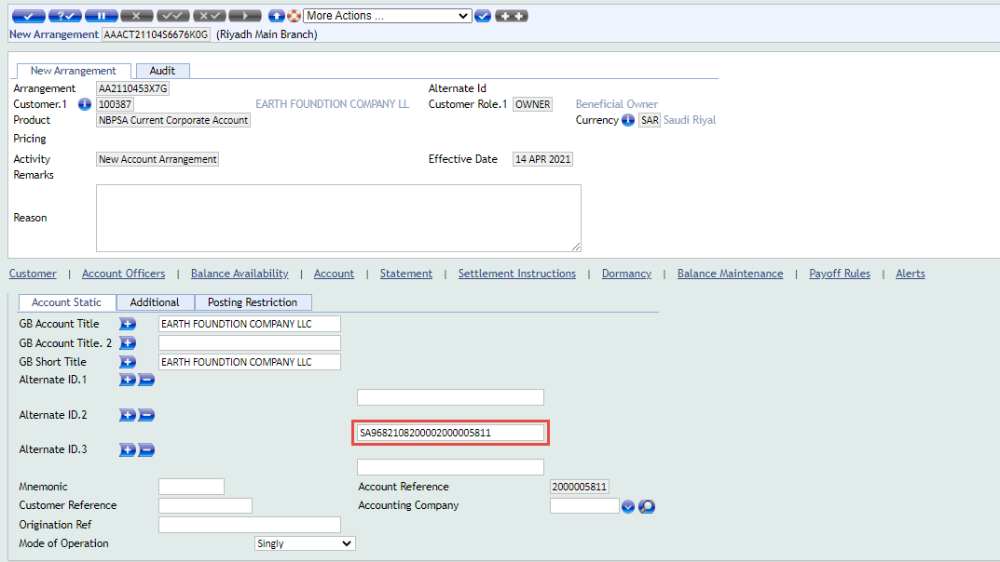 More Actions ...
New Arrangement AAACT21104S6676K0G (Riyadh Main Branch)
New Arrangement Audit
Arrangement AA2110453X7G Alternate Id
Customer.1 100387 EARTH FOUNDTION COMPANY LL Customer Role.1 OWNER Beneficial Owner
Product NBPSA Current Corporate Account Currency SAR Saudi Riyal
Pricing
Activity New Account Arrangement Effective Date 14 APR 2021
Remarks
Reason
Customer | Account Officers | Balance Availability | Account | Statement | Settlement Instructions | Dormancy | Balance Maintenance | Payoff Rules | Alerts
Account Static Additional Posting Restriction
GB Account Title EARTH FOUNDTION COMPANY LLC
GB Account Title. 2
GB Short Title EARTH FOUNDTION COMPANY LLC
Alternate ID.1
Alternate ID.2
SA9682108200002000005811
Alternate ID.3
Mnemonic Account Reference 2000005811
Customer Reference Accounting Company
Origination Ref
Mode of Operation Singly